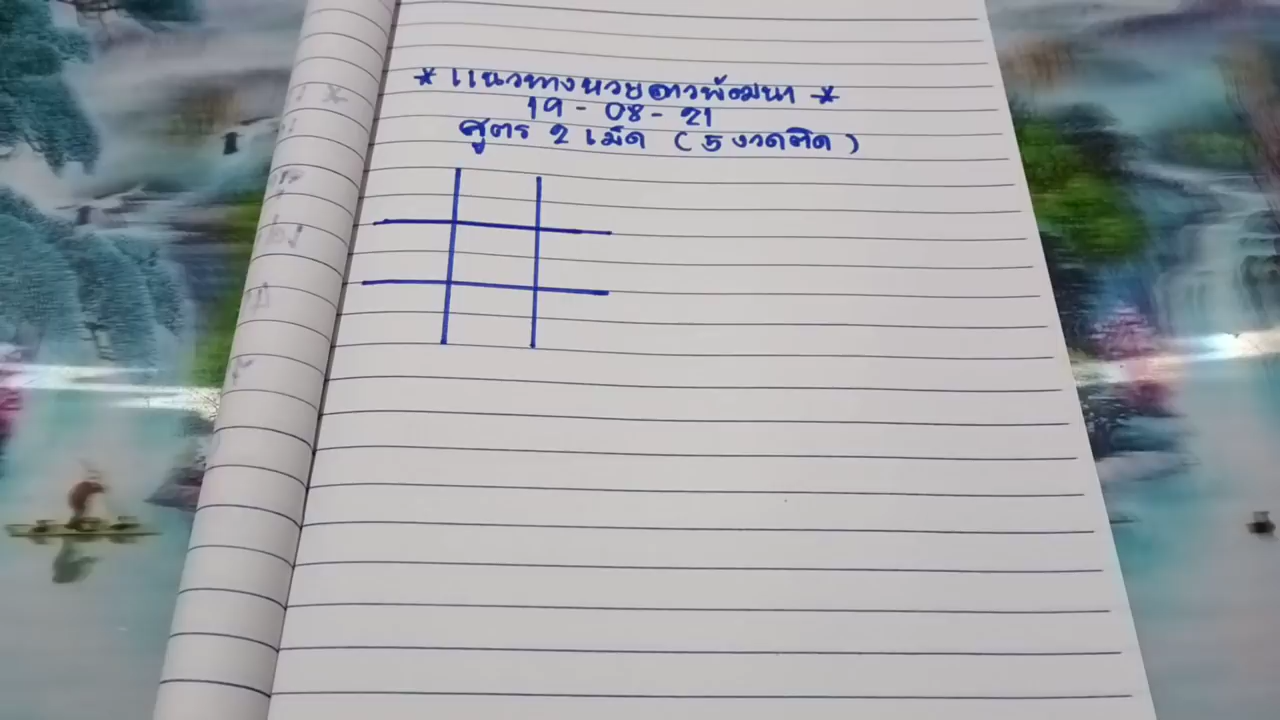 * แนวทางหวยลาวพัฒนา *
19 - 08 - 21
สูตร 2 เม็ด ( 5 งวดติด )